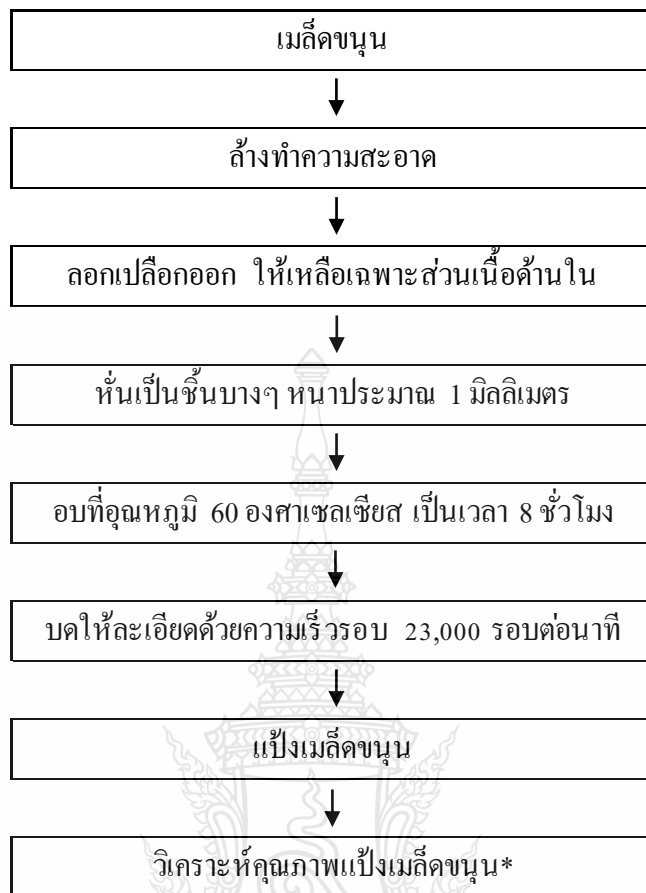 เมล็ดขนุน
ล้างทำความสะอาด
ลอกเปลือกออก ให้เหลือเฉพาะส่วนเนื้อด้านใน
หั่นเป็นชิ้นบางๆ หนาประมาณ 1 มิลลิเมตร
อบที่อุณหภูมิ 60 องศาเซลเซียส เป็นเวลา 8 ชั่วโมง
บดให้ละเอียดด้วยความเร็วรอบ 23,000 รอบต่อนาที
แป้งเมล็ดขนุน
วิเคราะห์คุณภาพแป้งเมล็ดขนุน*